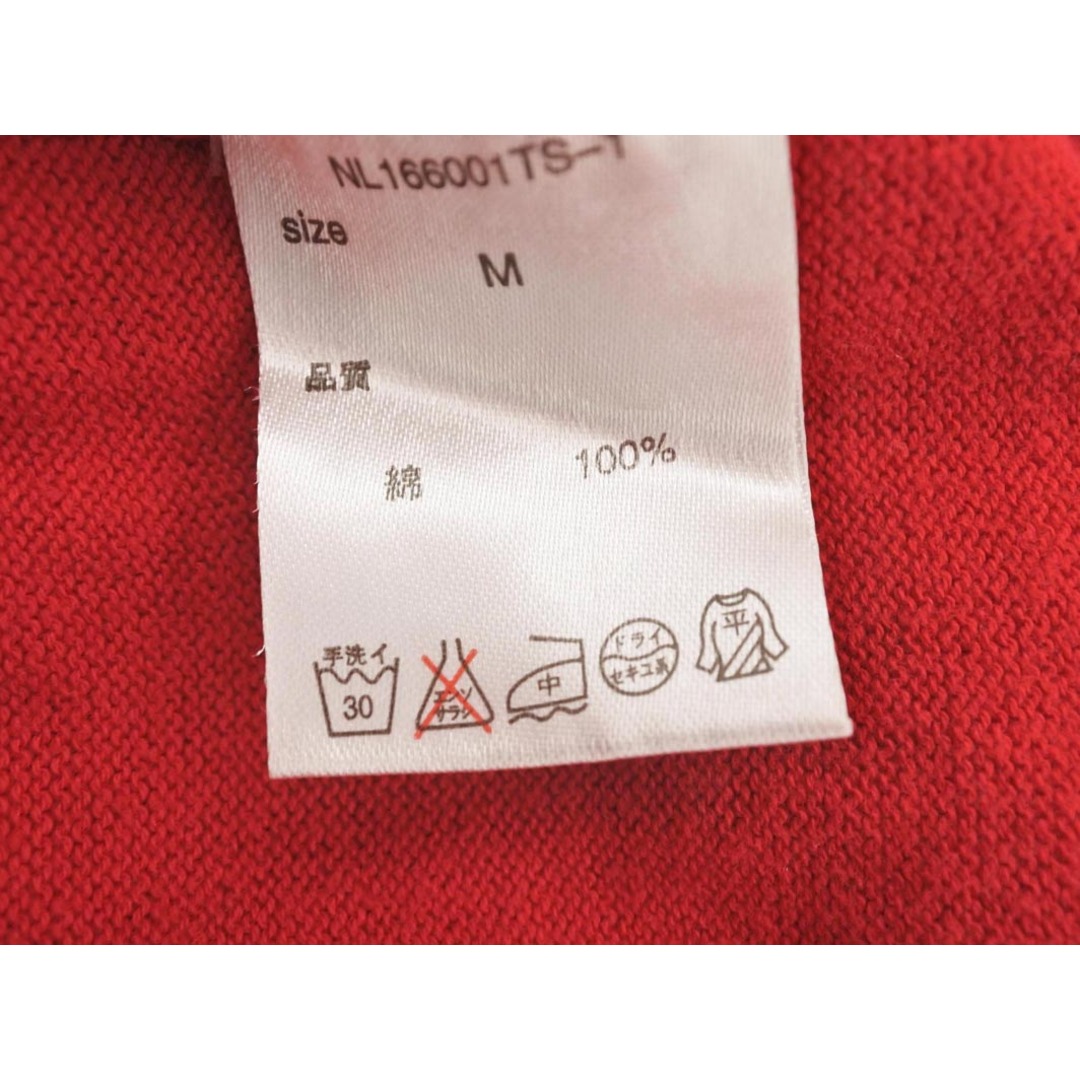 NL166001TS-1
size
M
品質
綿 100%
手洗イ
30
エンソ
サラシ
中
ドライ
セキユ系
平